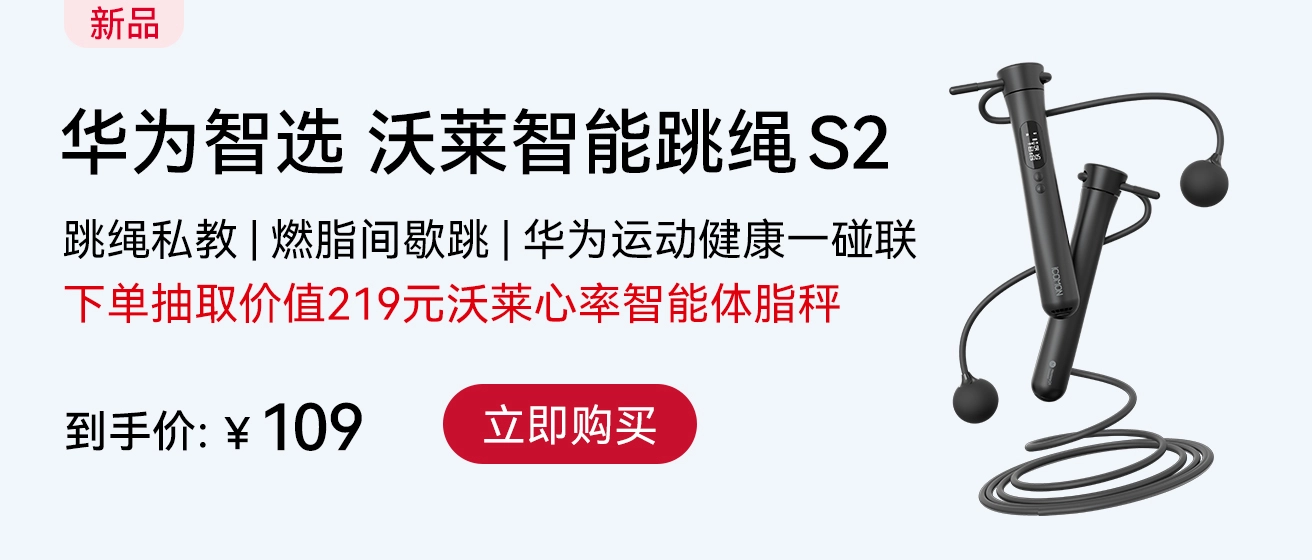 新品
华为智选 沃莱智能跳绳S2
跳绳私教 | 燃脂间歇跳 | 华为运动健康一碰联
下单抽取价值219元沃莱心率智能体脂秤
到手价: ¥109
立即购买